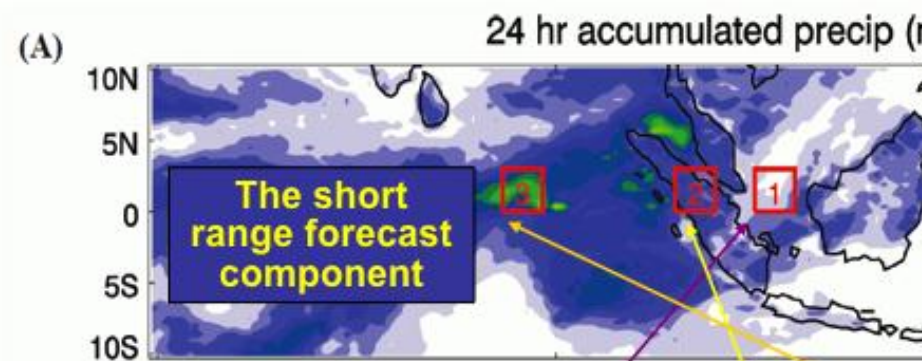 24 hr accumulated precip (
(A)
10N
5N
0
5S
10S
The short
range forecast
component
3
2
1